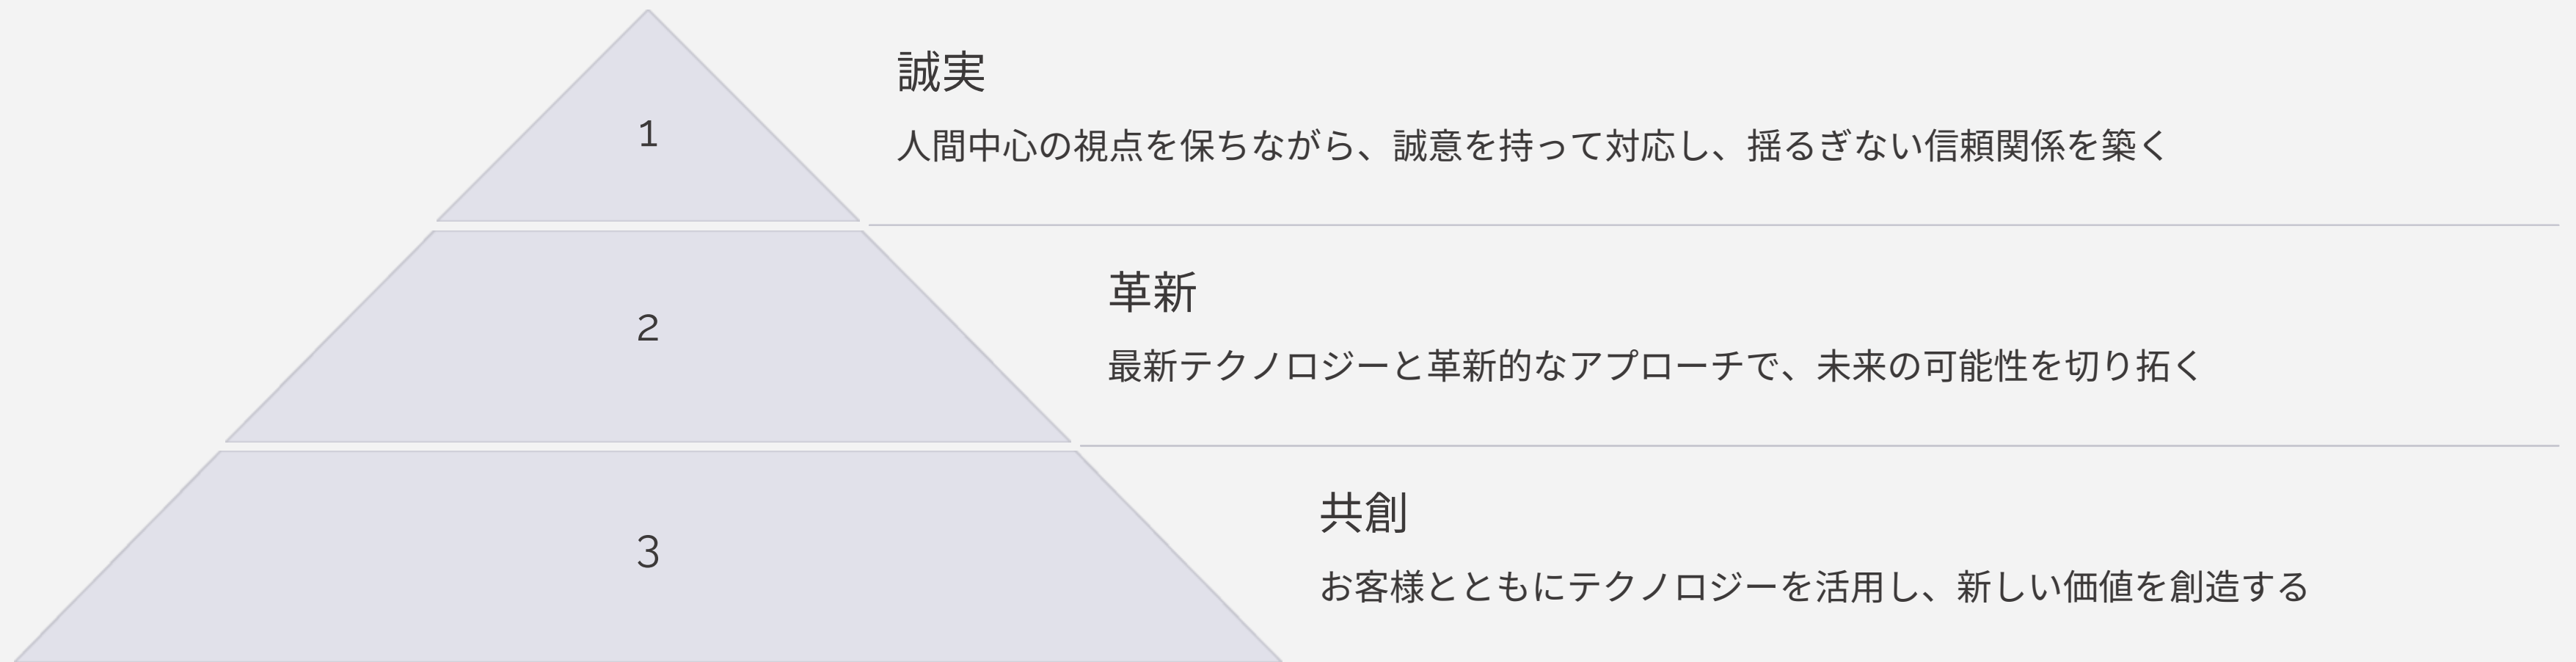 1
誠実
人間中心の視点を保ちながら、誠意を持って対応し、揺るぎない信頼関係を築く
2
革新
最新テクノロジーと革新的なアプローチで、未来の可能性を切り拓く
3
共創
お客様とともにテクノロジーを活用し、新しい価値を創造する